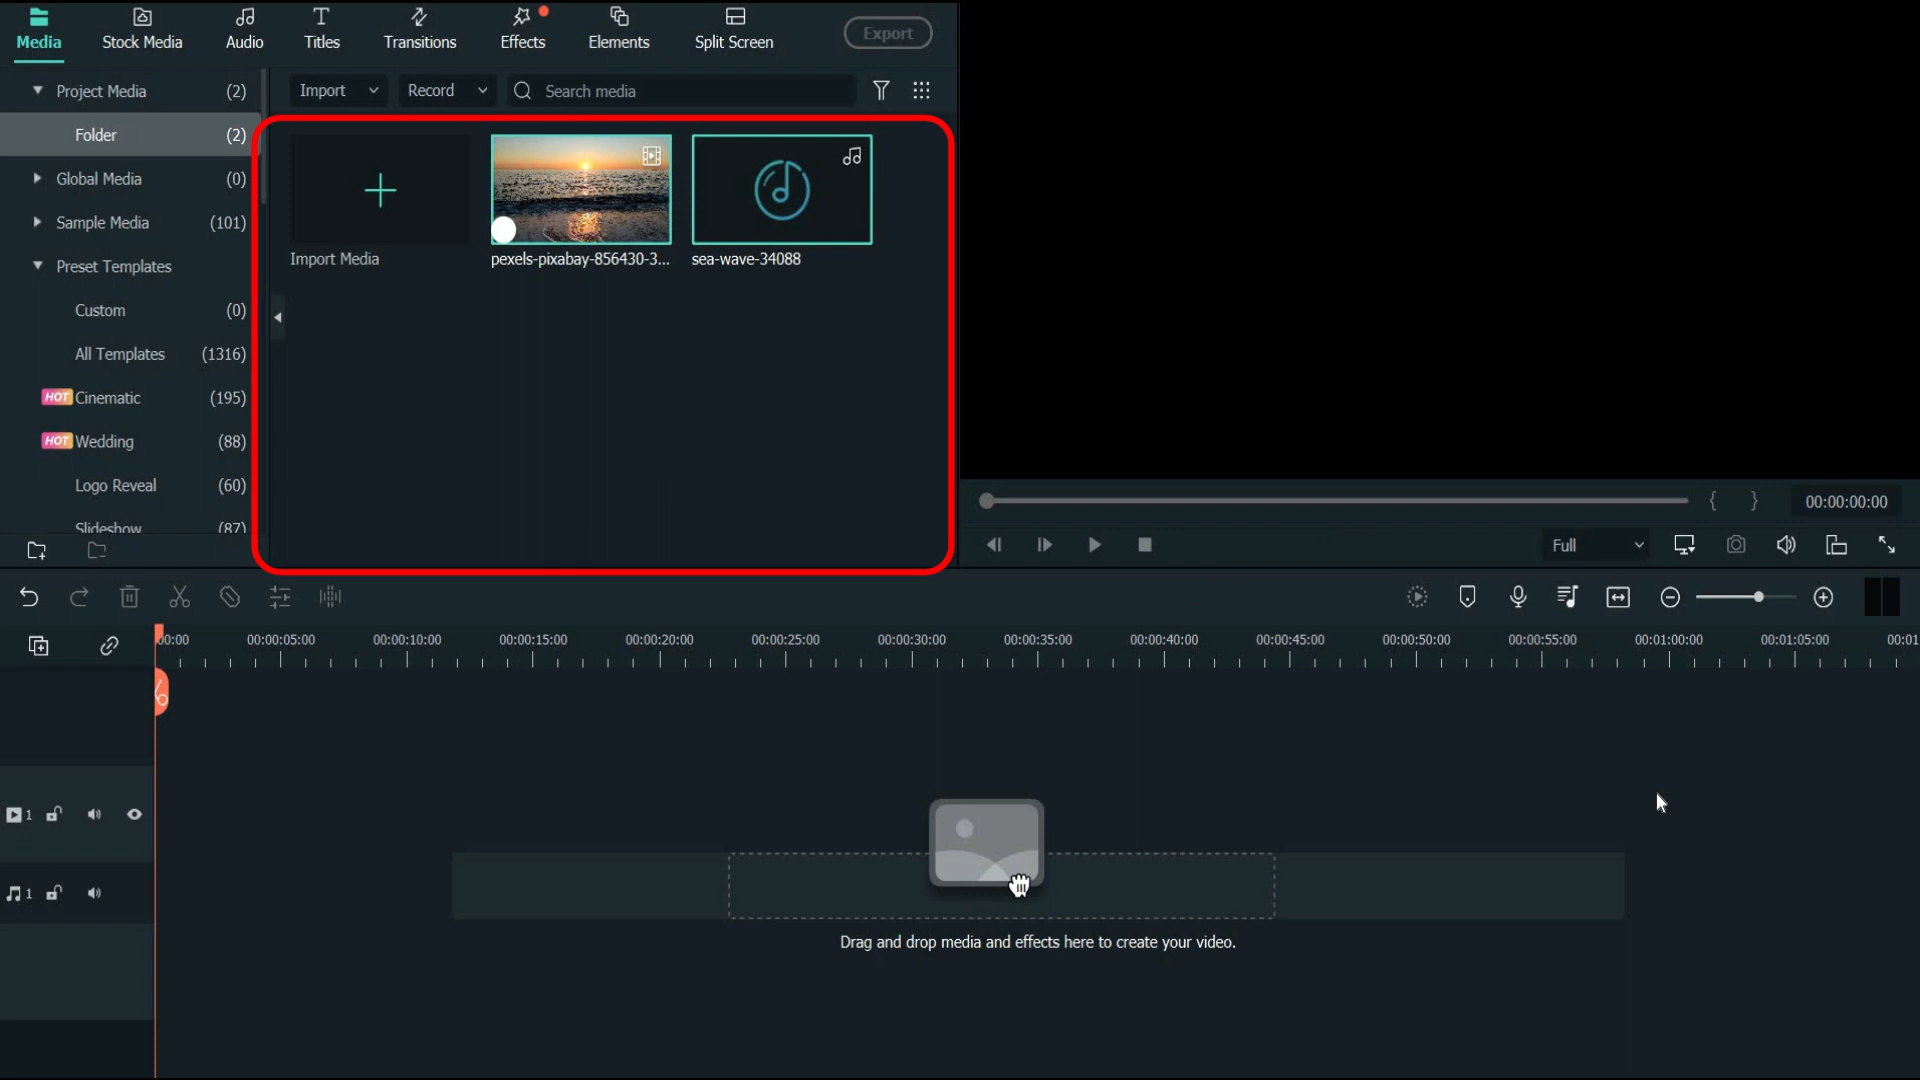 Media
Stock Media
Audio
Titles
Transitions
Effects
Elements
Split Screen
Export
Project Media (2)
Folder (2)
Global Media (0)
Sample Media (101)
Preset Templates
Custom (0)
All Templates (1316)
HOT Cinematic (195)
HOT Wedding (88)
Logo Reveal (60)
Slideshow (87)
Import
Record
Search media
Import Media
pexels-pixabay-856430-3...
sea-wave-34088
00:00:00:00
Full
00:00 00:00:05:00 00:00:10:00 00:00:15:00 00:00:20:00 00:00:25:00 00:00:30:00 00:00:35:00 00:00:40:00 00:00:45:00 00:00:50:00 00:00:55:00 00:01:00:00 00:01:05:00 00:01
1
1
Drag and drop media and effects here to create your video.